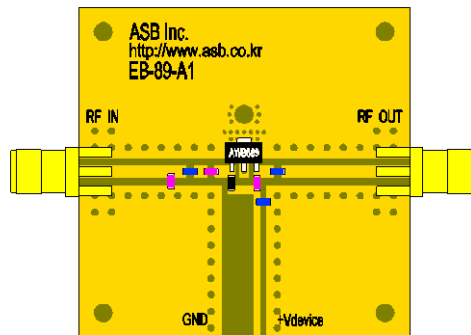 ASB Inc.
http://www.asb.co.kr
EB-89-A1
RF IN
RF OUT
GND
+Vdevice